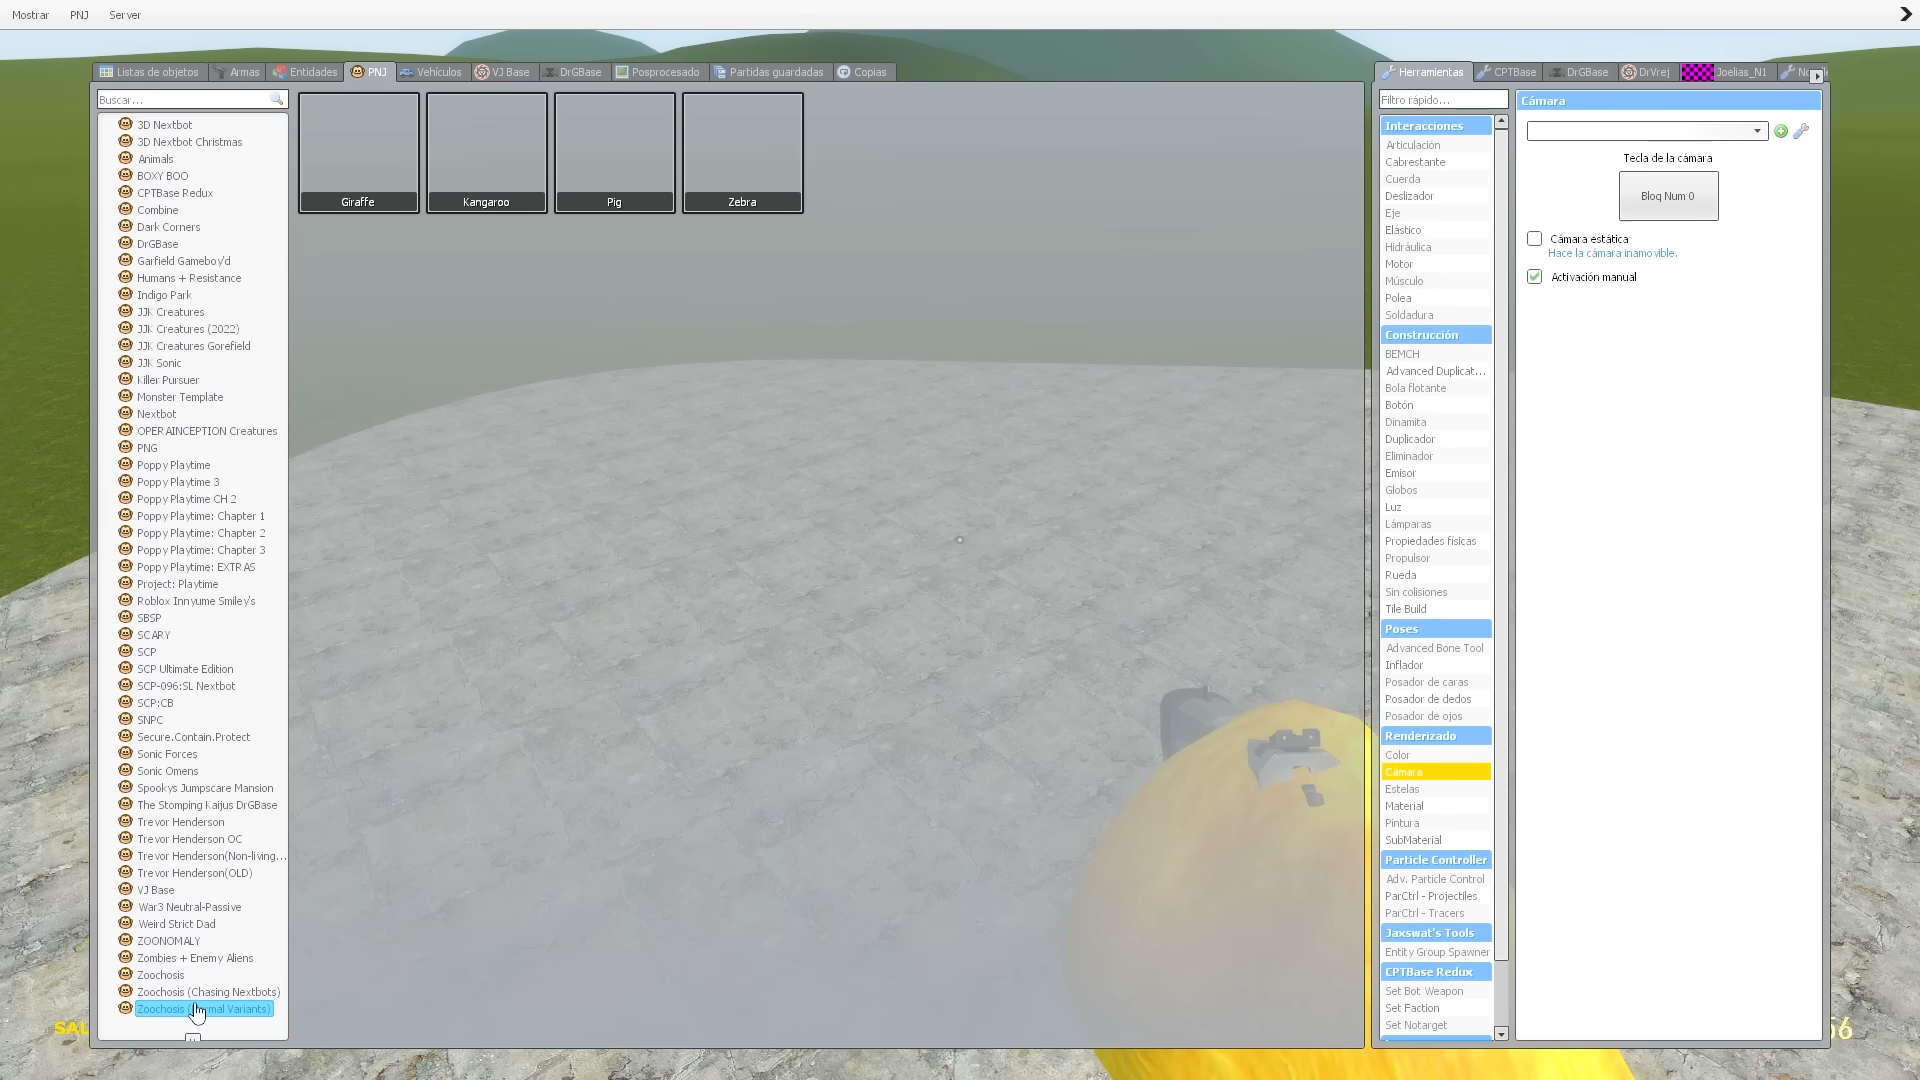 Mostrar PNJ Server
Listas de objetos Armas Entidades PNJ Vehículos VJ Base DrGBase Posprocesado Partidas guardadas Copias
Buscar...
3D Nextbot
3D Nextbot Christmas
Animals
BOXY BOO
CPTBase Redux
Combine
Dark Corners
DrGBase
Garfield Gameboy'd
Humans + Resistance
Indigo Park
JJK Creatures
JJK Creatures (2022)
JJK Creatures Gorefield
JJK Sonic
Killer Pursuer
Monster Template
Nextbot
OPERAINCEPTION Creatures
PNG
Poppy Playtime
Poppy Playtime 3
Poppy Playtime CH 2
Poppy Playtime: Chapter 1
Poppy Playtime: Chapter 2
Poppy Playtime: Chapter 3
Poppy Playtime: EXTRAS
Project: Playtime
Roblox Innyume Smiley's
SBSP
SCARY
SCP
SCP Ultimate Edition
SCP-096:SL Nextbot
SCP:CB
SNPC
Secure.Contain.Protect
Sonic Forces
Sonic Omens
Spookys Jumpscare Mansion
The Stomping Kaijus DrGBase
Trevor Henderson
Trevor Henderson OC
Trevor Henderson(Non-living...
Trevor Henderson(OLD)
VJ Base
War3 Neutral-Passive
Weird Strict Dad
ZOONOMALY
Zombies + Enemy Aliens
Zoochosis
Zoochosis (Chasing Nextbots)
Zoochosis Variants)
Giraffe Kangaroo Pig Zebra
Herramientas CPTBase DrGBase DrVrej Joelias_N1
Filtro rápido...
Interacciones
Articulación
Cabrestante
Cuerda
Deslizador
Eje
Elástico
Hidráulica
Motor
Músculo
Polea
Soldadura
Construcción
BEMCH
Advanced Duplicat...
Bola flotante
Botón
Dinamita
Duplicador
Eliminador
Emisor
Globos
Luz
Lámparas
Propiedades físicas
Propulsor
Rueda
Sin colisiones
Tile Build
Poses
Advanced Bone Tool
Inflador
Posador de caras
Posador de dedos
Posador de ojos
Renderizado
Color
Cámara
Estelas
Material
Pintura
SubMaterial
Particle Controller
Adv. Particle Control
ParCtrl - Projectiles
ParCtrl - Tracers
Jaxswat's Tools
Entity Group Spawner
CPTBase Redux
Set Bot Weapon
Set Faction
Set Notarget
Cámara
Tecla de la cámara
Bloq Num 0
Cámara estática
Hace la cámara inamovible.
Activación manual